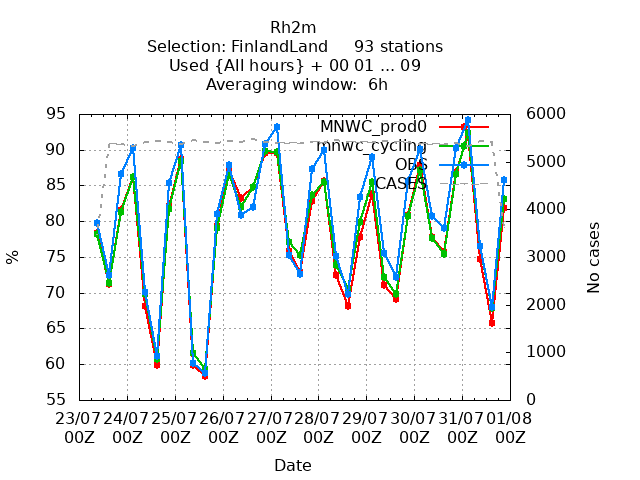 Rh2m
Selection: FinlandLand 93 stations
Used {All hours} + 00 01 ... 09
Averaging window: 6h
95
90
85
80
75
70
65
60
55
%
6000
5000
4000
3000
2000
1000
0
No cases
MNWC_prod0
mnwc_cycling
OBS
CASES
23/07 24/07 25/07 26/07 27/07 28/07 29/07 30/07 31/07 01/08
00Z 00Z 00Z 00Z 00Z 00Z 00Z 00Z 00Z 00Z
Date